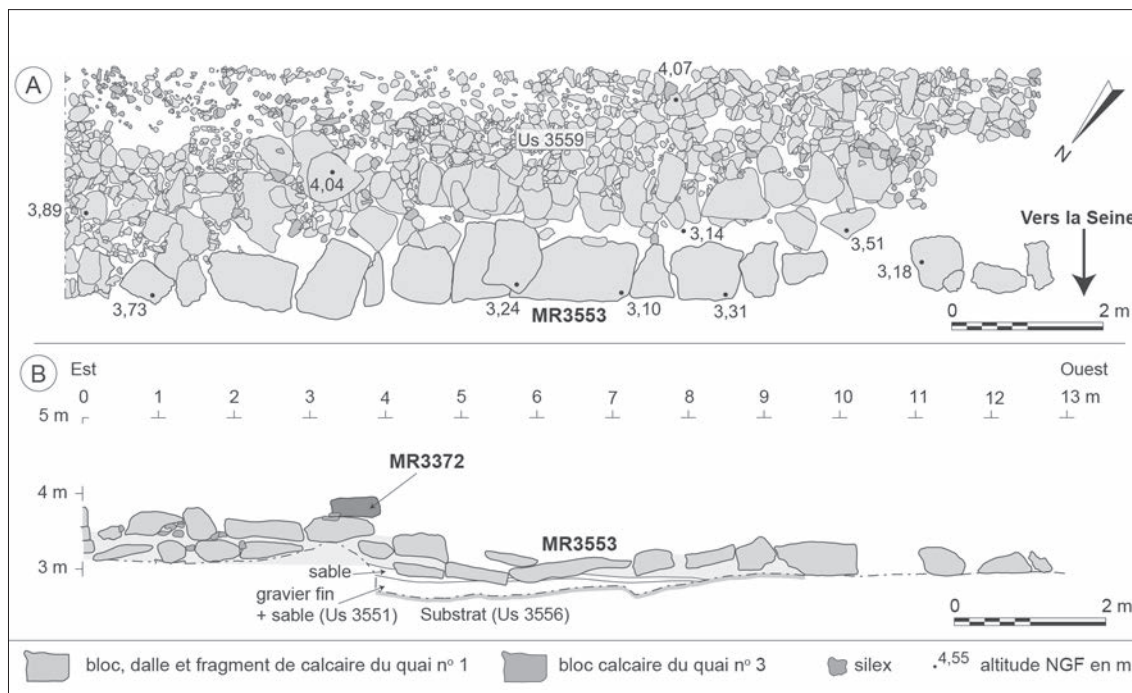 A
4,07
Us 3559
4,04
N
3,89
Vers la Seine
3,14
3,51
3,18
3,73
3,24
MR3553
3,10
3,31
0 2 m
B
Est Ouest
0 1 2 3 4 5 6 7 8 9 10 11 12 13 m
5 m
MR3372
4 m
MR3553
3 m
sable
gravier fin
+ sable (Us 3551)
Substrat (Us 3556)
0 2 m
bloc, dalle et fragment de calcaire du quai nº 1 bloc calcaire du quai nº 3 silex 4,55 altitude NGF en m